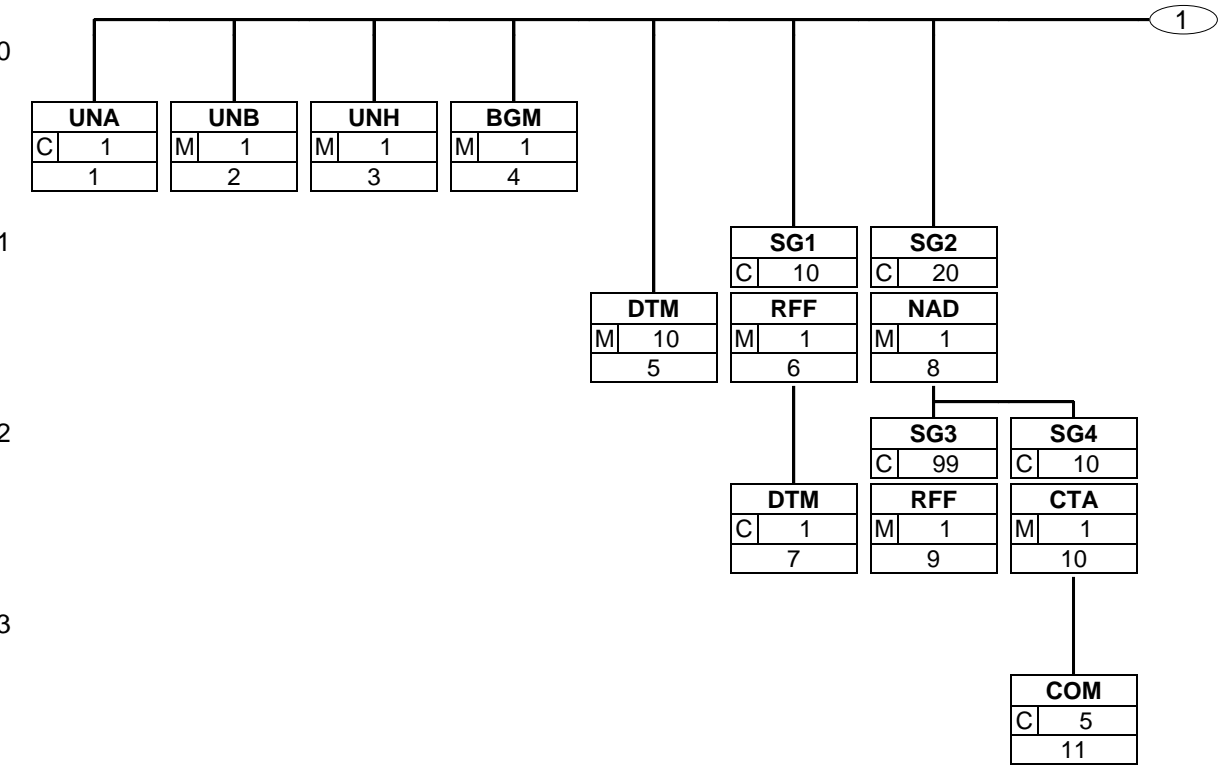 1
0
UNA UNB UNH BGM
C 1 M 1 M 1 M 1
1 2 3 4
1
SG1 SG2
C 10 C 20
DTM RFF NAD
M 10 M 1 M 1
5 6 8
2
SG3 SG4
C 99 C 10
DTM RFF CTA
C 1 M 1 M 1
7 9 10
3
COM
C 5
11